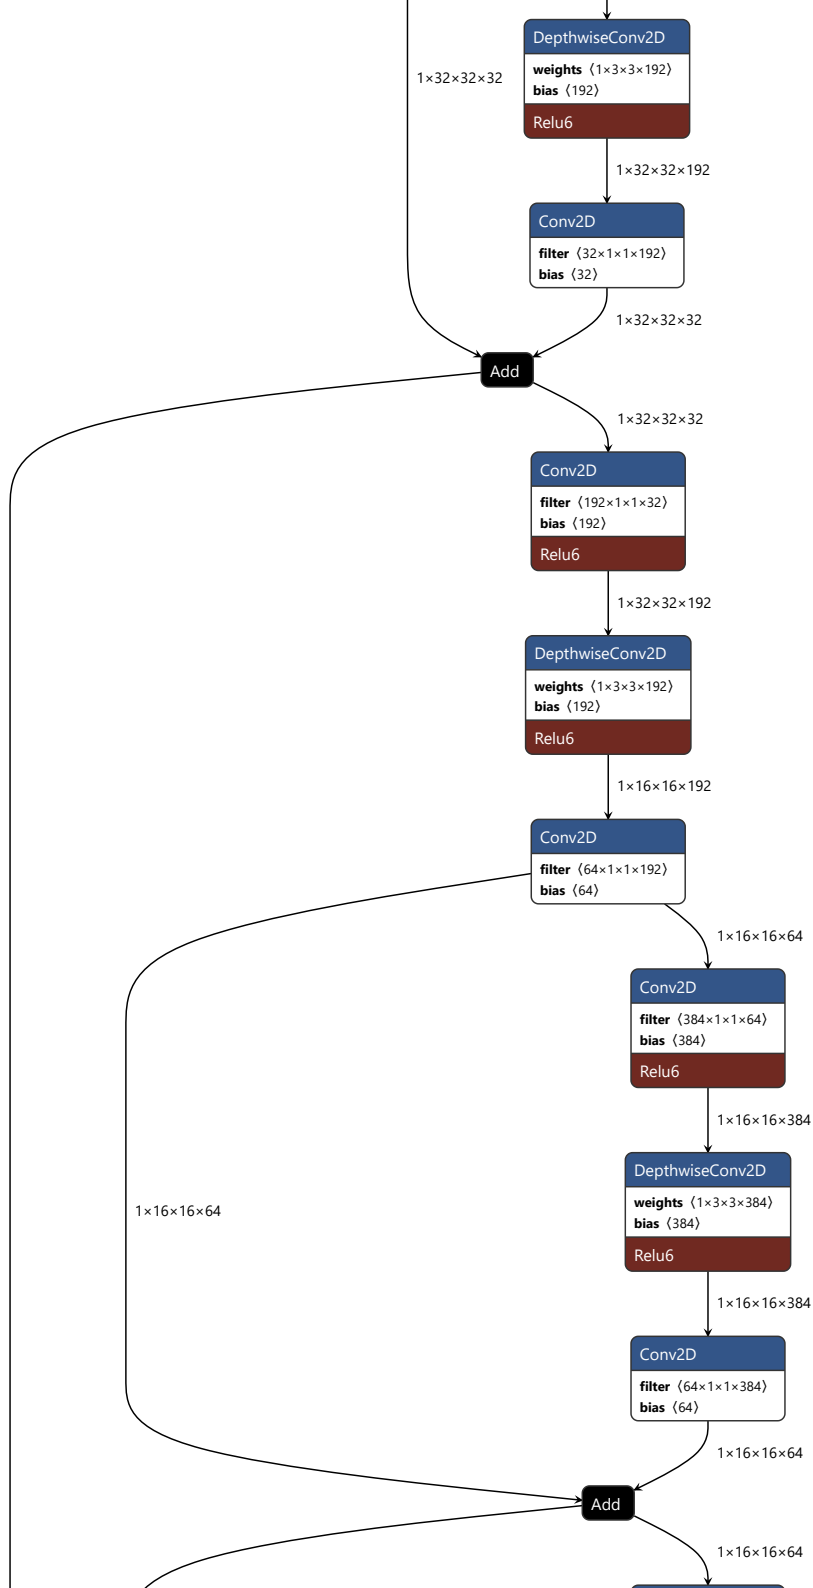 DepthwiseConv2D
weights ⟨1×3×3×192⟩
bias ⟨192⟩
Relu6
1×32×32×32
1×32×32×192
Conv2D
filter ⟨32×1×1×192⟩
bias ⟨32⟩
1×32×32×32
Add
1×32×32×32
Conv2D
filter ⟨192×1×1×32⟩
bias ⟨192⟩
Relu6
1×32×32×192
DepthwiseConv2D
weights ⟨1×3×3×192⟩
bias ⟨192⟩
Relu6
1×16×16×192
Conv2D
filter ⟨64×1×1×192⟩
bias ⟨64⟩
1×16×16×64
Conv2D
filter ⟨384×1×1×64⟩
bias ⟨384⟩
Relu6
1×16×16×384
DepthwiseConv2D
weights ⟨1×3×3×384⟩
bias ⟨384⟩
Relu6
1×16×16×64
1×16×16×384
Conv2D
filter ⟨64×1×1×384⟩
bias ⟨64⟩
1×16×16×64
Add
1×16×16×64